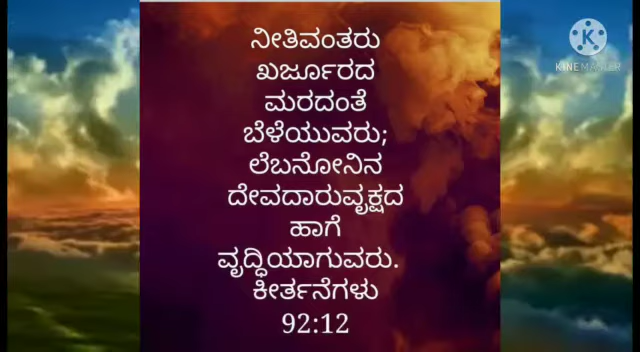 ನೀತಿವಂತರು
ಖರ್ಜೂರದ
ಮರದಂತೆ
ಬೆಳೆಯುವರು;
ಲೆಬನೋನಿನ
ದೇವದಾರುವೃಕ್ಷದ
ಹಾಗೆ
ವೃದ್ಧಿಯಾಗುವರು.
ಕೀರ್ತನೆಗಳು
92:12
K
KINEMASTER